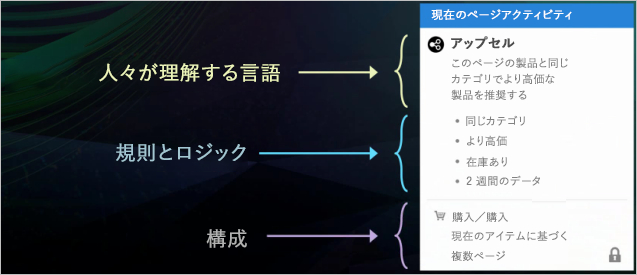 現在のページアクティビティ
アップセル
人々が理解する言語
このページの製品と同じ
カテゴリでより高価な
製品を推奨する
規則とロジック
• 同じカテゴリ
• より高価
• 在庫あり
• 2 週間のデータ
構成
購入／購入
現在のアイテムに基づく
複数ページ